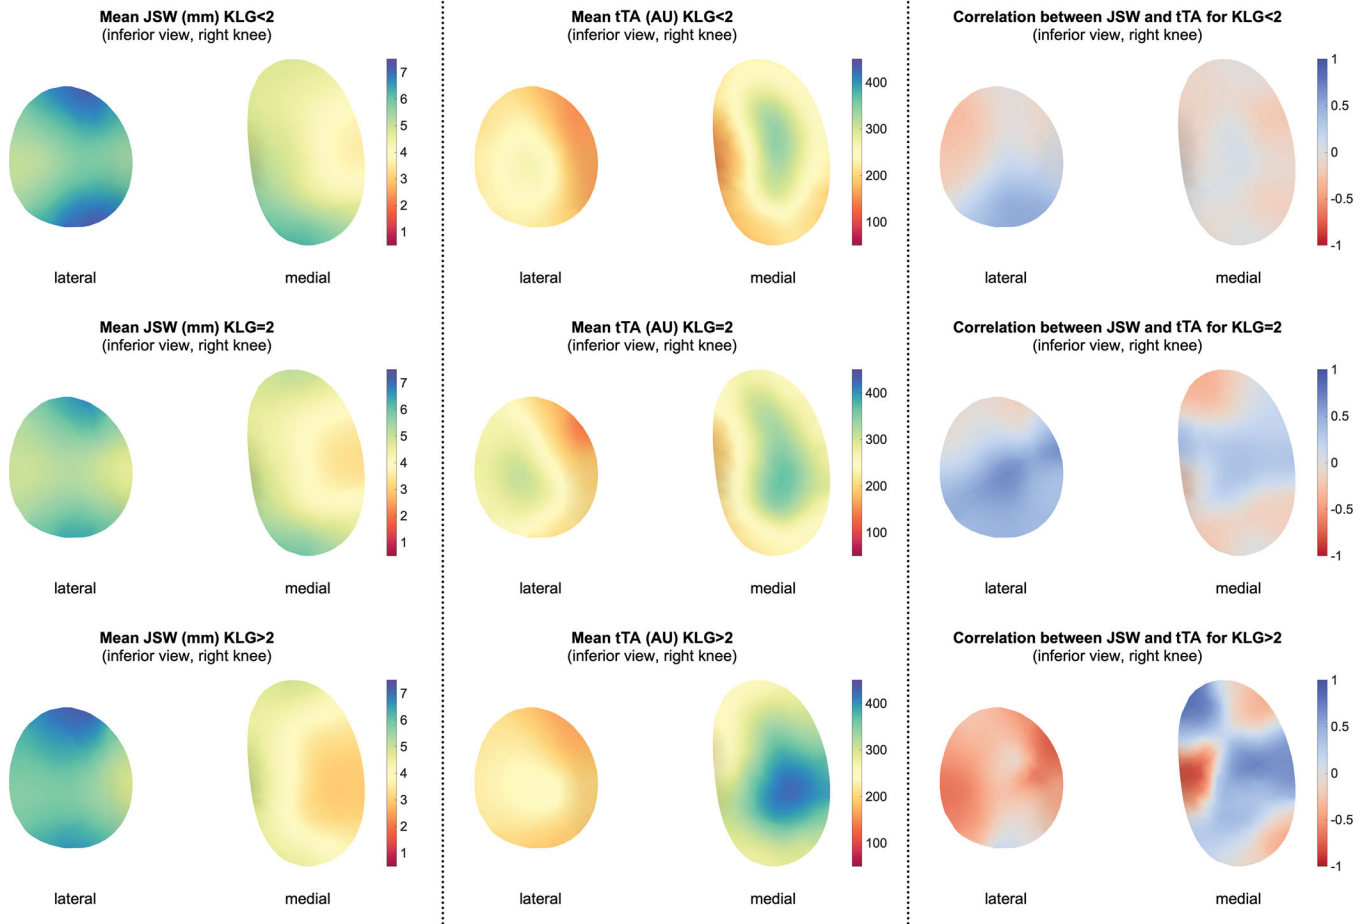 Mean JSW (mm) KLG<2
(inferior view, right knee)
7
6
5
4
3
2
1
lateral
medial
Mean tTA (AU) KLG<2
(inferior view, right knee)
400
300
200
100
lateral
medial
Correlation between JSW and tTA for KLG<2
(inferior view, right knee)
1
0.5
0
-0.5
-1
lateral
medial
Mean JSW (mm) KLG=2
(inferior view, right knee)
7
6
5
4
3
2
1
lateral
medial
Mean tTA (AU) KLG=2
(inferior view, right knee)
400
300
200
100
lateral
medial
Correlation between JSW and tTA for KLG=2
(inferior view, right knee)
1
0.5
0
-0.5
-1
lateral
medial
Mean JSW (mm) KLG>2
(inferior view, right knee)
7
6
5
4
3
2
1
lateral
medial
Mean tTA (AU) KLG>2
(inferior view, right knee)
400
300
200
100
lateral
medial
Correlation between JSW and tTA for KLG>2
(inferior view, right knee)
1
0.5
0
-0.5
-1
lateral
medial